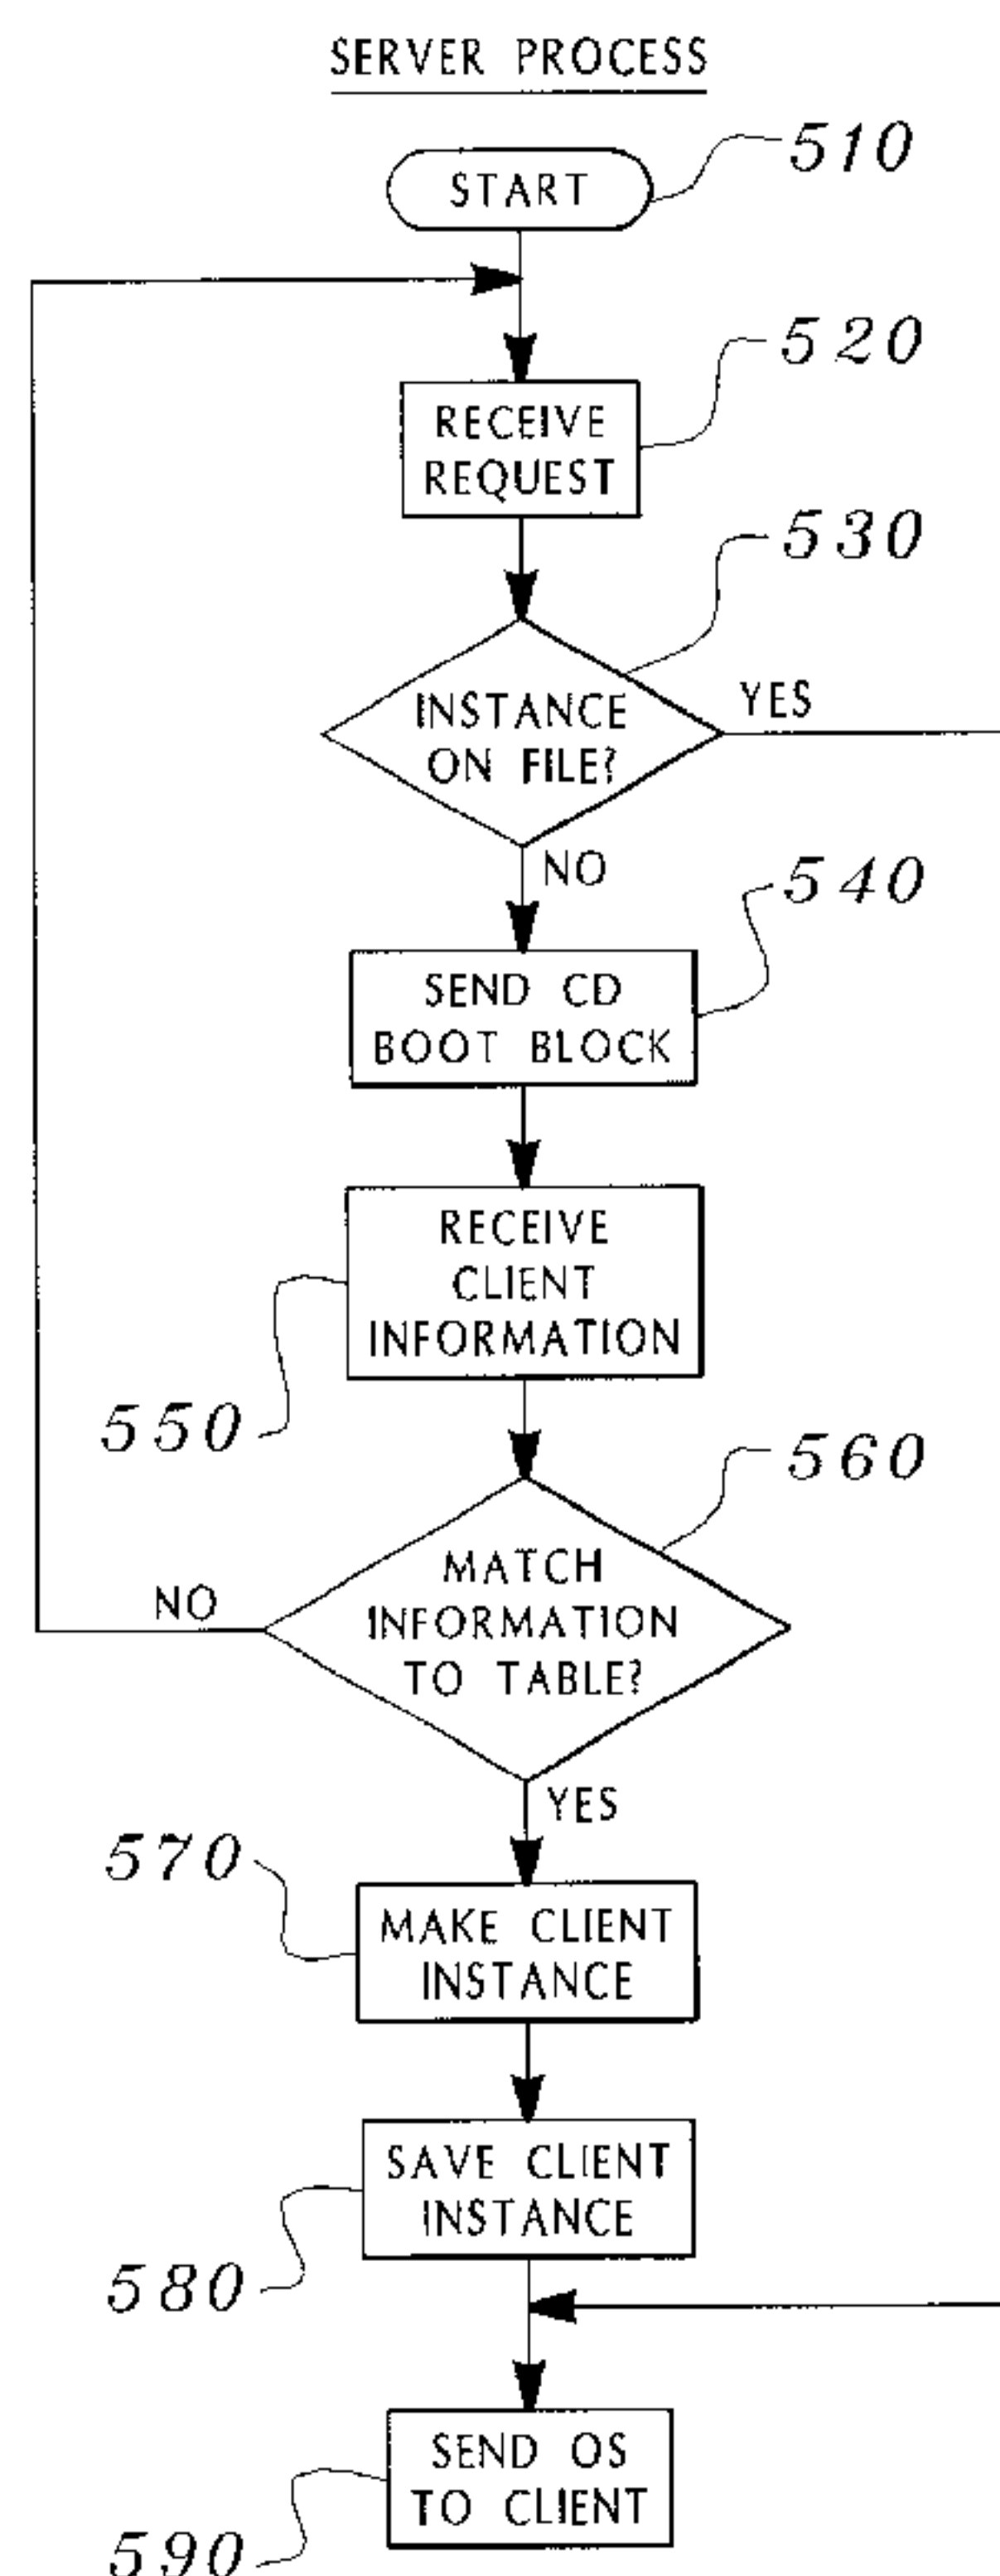 SERVER PROCESS
510
START
520
RECEIVE
REQUEST
530
INSTANCE
ON FILE?
YES
NO
540
SEND CD
BOOT BLOCK
RECEIVE
CLIENT
INFORMATION
550
560
MATCH
INFORMATION
TO TABLE?
NO
YES
570
MAKE CLIENT
INSTANCE
SAVE CLIENT
INSTANCE
580
SEND OS
TO CLIENT
590